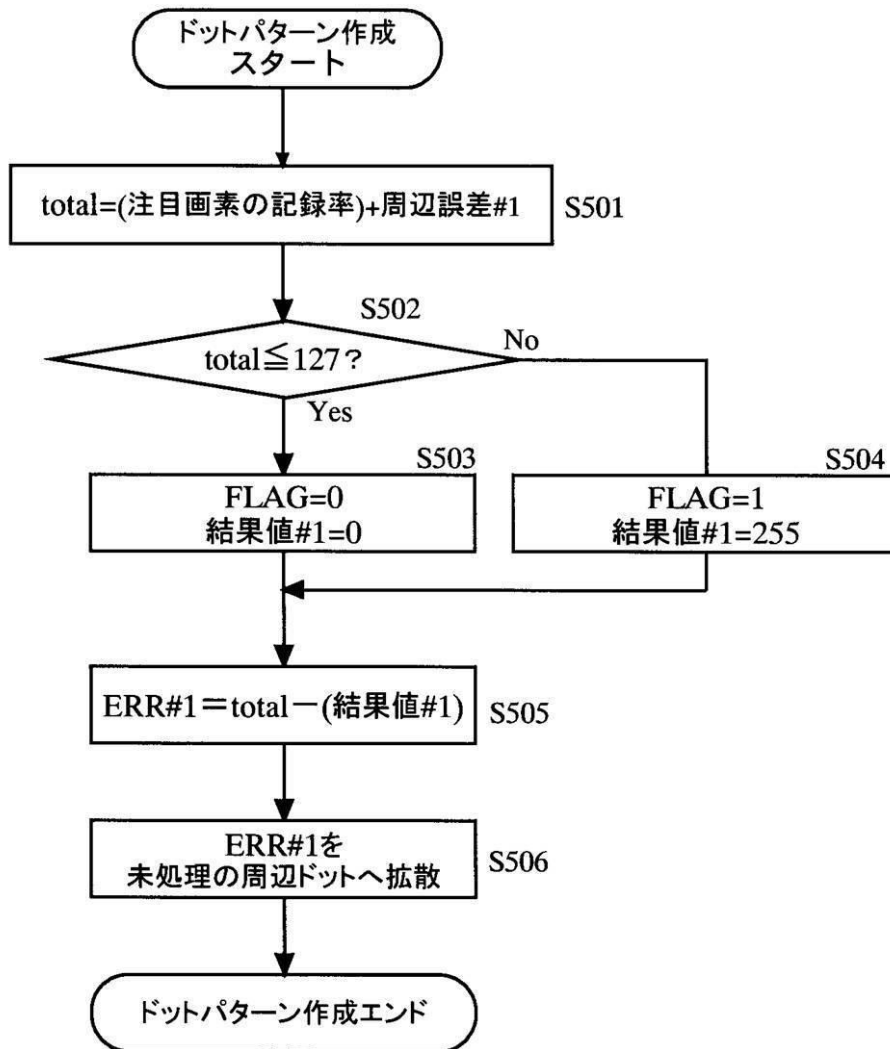 ドットパターン作成
スタート
total=(注目画素の記録率)+周辺誤差#1
S501
S502
total≦127?
No
Yes
S503
FLAG=0
結果値#1=0
S504
FLAG=1
結果値#1=255
ERR#1=total-(結果値#1)
S505
ERR#1を
未処理の周辺ドットへ拡散
S506
ドットパターン作成エンド